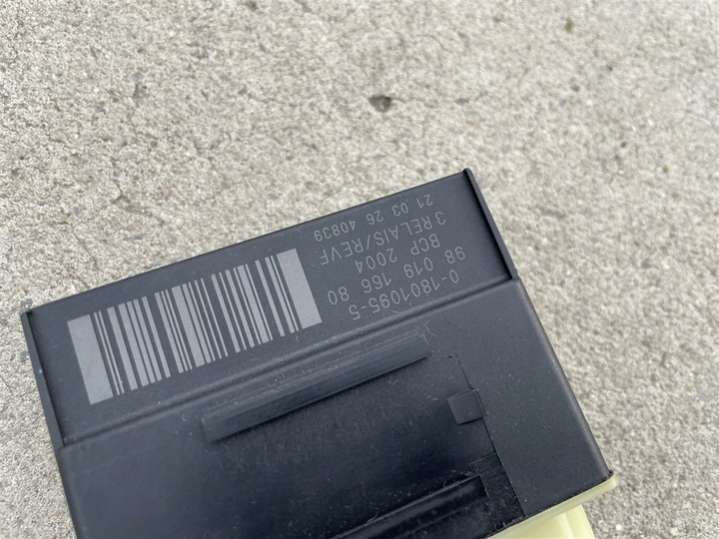 0-1801095-5
98 019 166 80
BCP 2004
3 RELAIS/REVF
21 03 26 40839